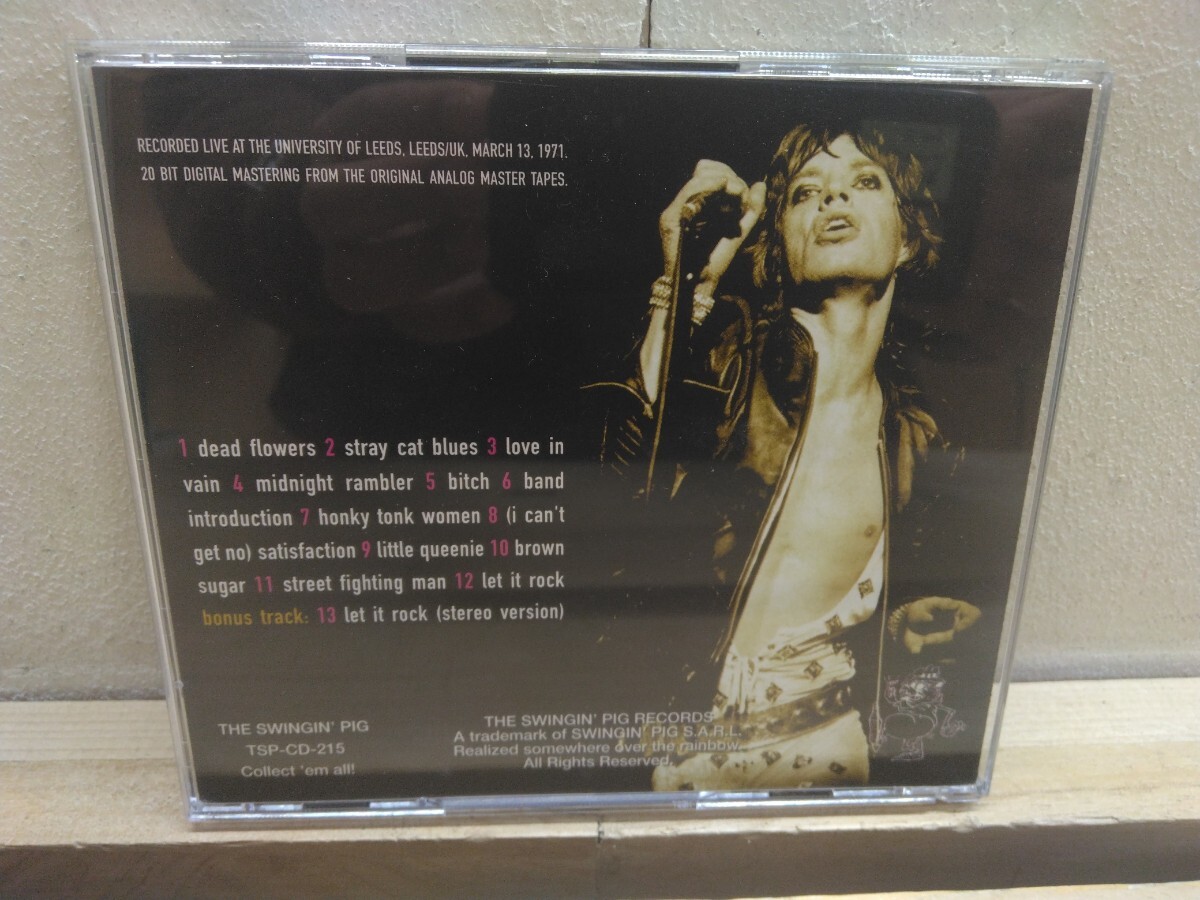 RECORDED LIVE AT THE UNIVERSITY OF LEEDS, LEEDS/UK, MARCH 13, 1971.
20 BIT DIGITAL MASTERING FROM THE ORIGINAL ANALOG MASTER TAPES.
1 dead flowers 2 stray cat blues 3 love in
vain 4 midnight rambler 5 bitch 6 band
introduction 7 honky tonk women 8 (i can't
get no) satisfaction 9 little queenie 10 brown
sugar 11 street fighting man 12 let it rock
bonus track: 13 let it rock (stereo version)
THE SWINGIN' PIG
TSP-CD-215
Collect 'em all!
THE SWINGIN' PIG RECORDS
A trademark of SWINGIN' PIG S.A.R.L.
Realized somewhere over the rainbow.
All Rights Reserved.